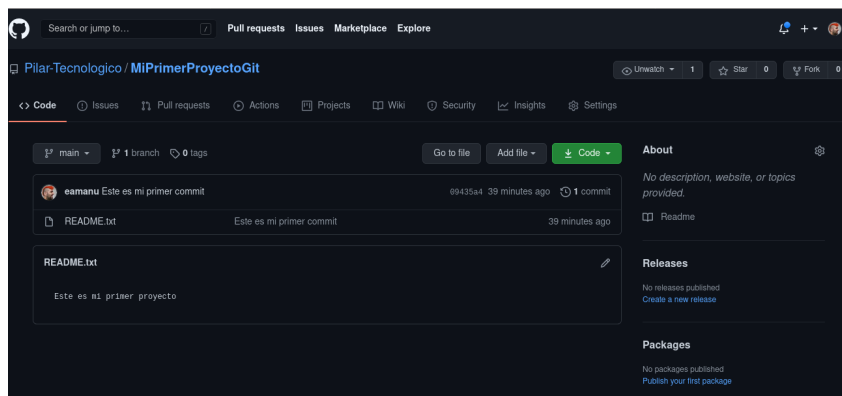 Search or jump to... /
Pull requests Issues Marketplace Explore
Pilar-Tecnologico / MiPrimerProyectoGit
Unwatch 1 Star 0 Fork 0
Code Issues Pull requests Actions Projects Wiki Security Insights Settings
main 1 branch 0 tags
Go to file Add file Code
eamanu Este es mi primer commit 09435a4 39 minutes ago 1 commit
README.txt Este es mi primer commit 39 minutes ago
README.txt
Este es mi primer proyecto
About
No description, website, or topics
provided.
Readme
Releases
No releases published
Create a new release
Packages
No packages published
Publish your first package